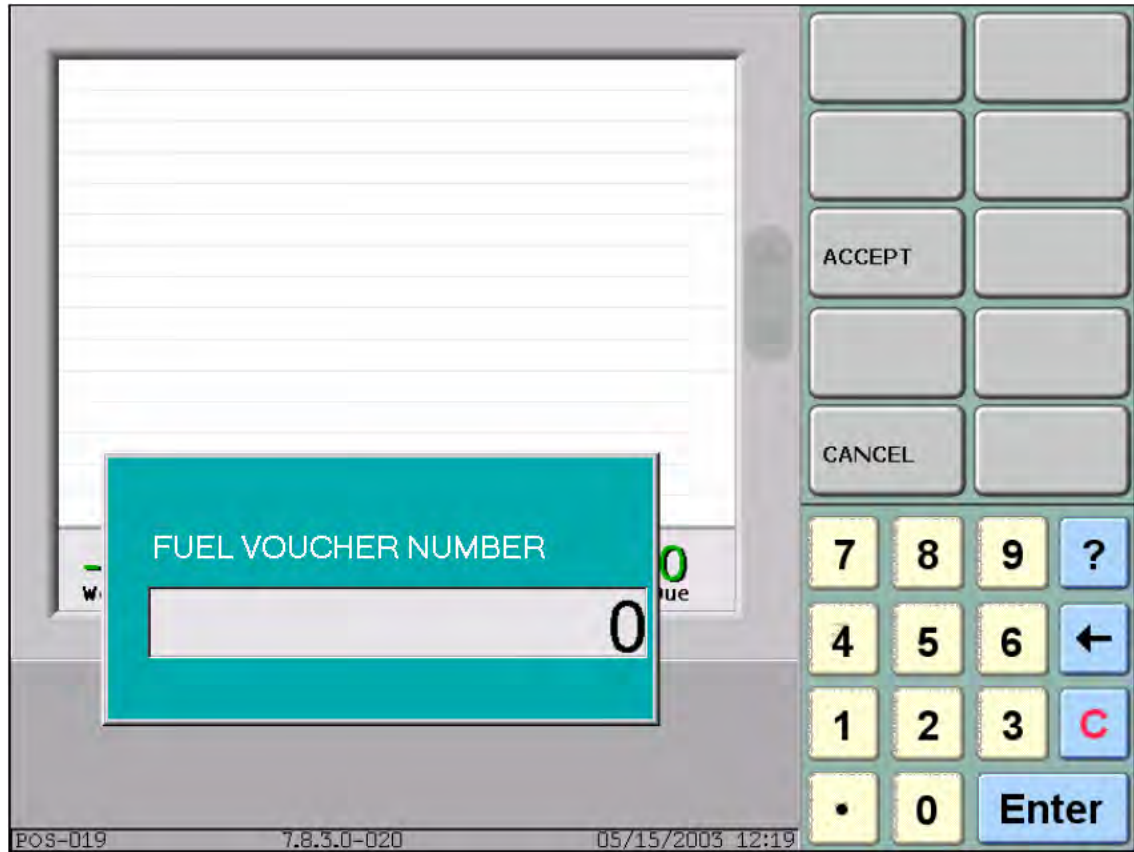 ACCEPT
CANCEL
FUEL VOUCHER NUMBER
0
0
7 8 9 ?
4 5 6 ←
1 2 3 C
. 0 Enter
POS-019 7.8.3.0-020 05/15/2003 12:19